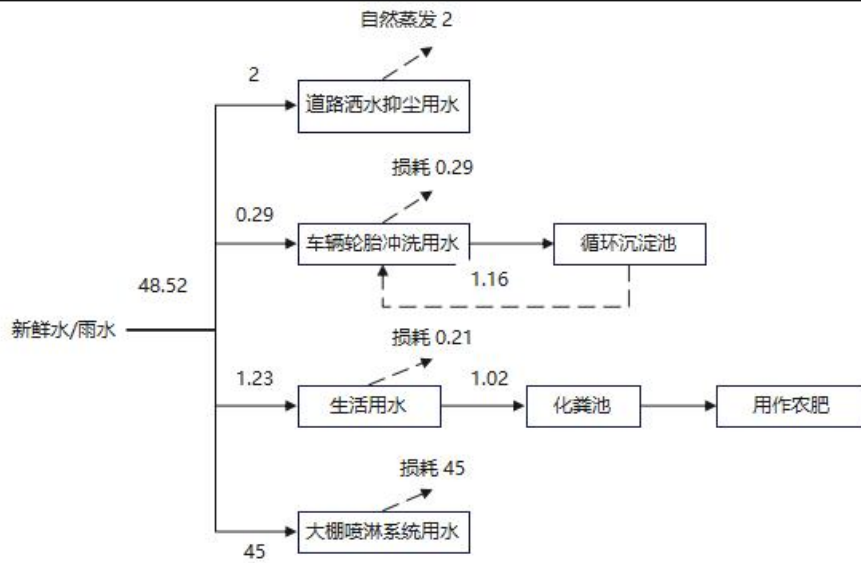 自然蒸发 2
2
道路洒水抑尘用水
损耗 0.29
0.29
车辆轮胎冲洗用水
循环沉淀池
1.16
48.52
新鲜水/雨水
损耗 0.21
1.23
生活用水
1.02
化粪池
用作农肥
损耗 45
大棚喷淋系统用水
45